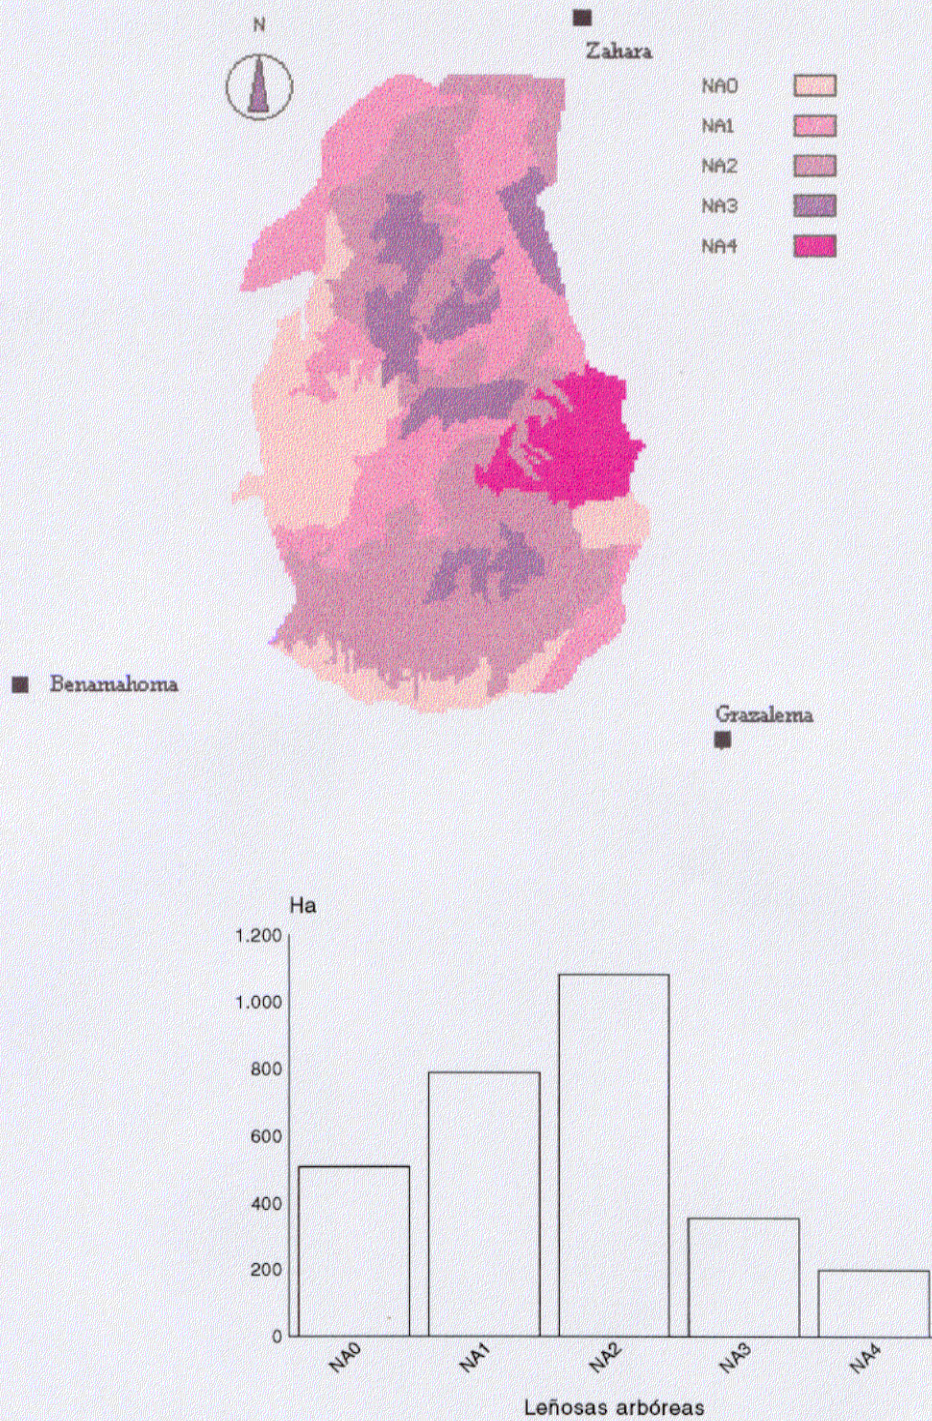 N
Zahara
NA0
NA1
NA2
NA3
NA4
Benamahoma
Grazalema
Ha
1.200
1.000
800
600
400
200
0
NA0
NA1
NA2
NA3
NA4
Leñosas arbóreas